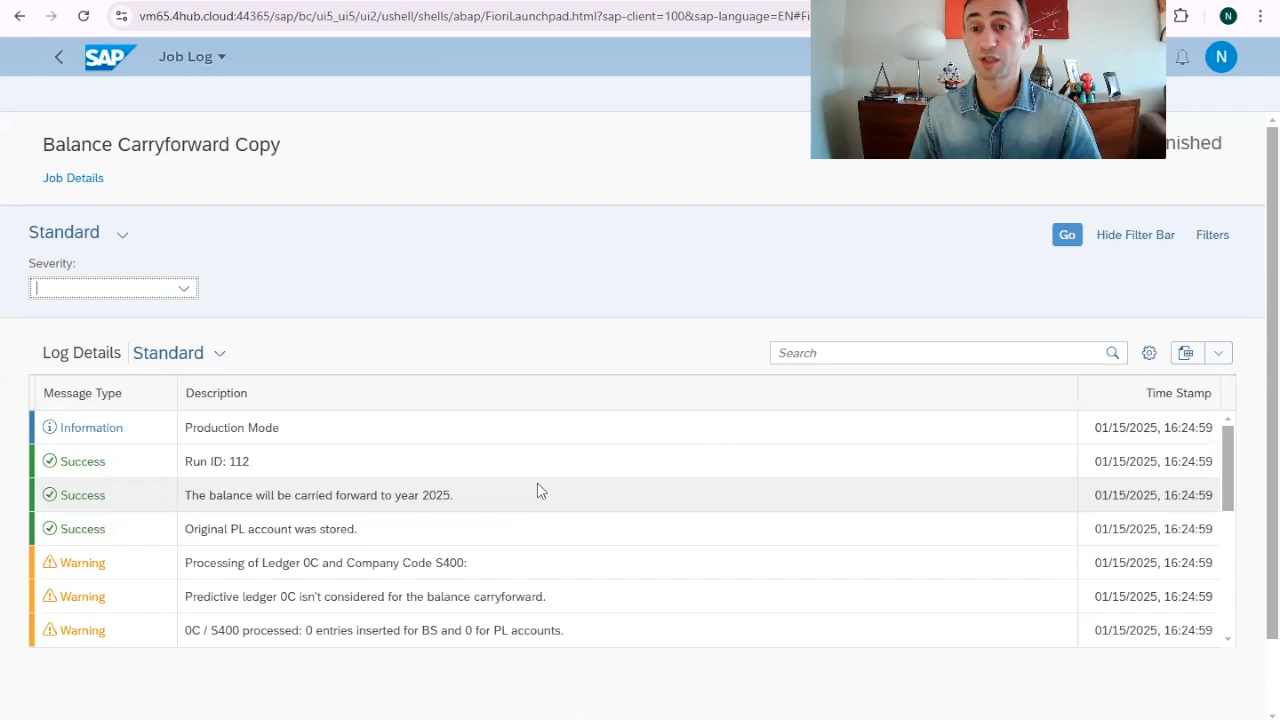 vm65.4hub.cloud:44365/sap/bc/ui5_ui5/ui2/ushell/shells/abap/FioriLaunchpad.html?sap-client=100&sap-language=EN#Fi
N
SAP
Job Log
N
Balance Carryforward Copy
nished
Job Details
Standard
Go
Hide Filter Bar
Filters
Severity:
Log Details
Standard
Search
Message Type
Description
Time Stamp
Information
Production Mode
01/15/2025, 16:24:59
Success
Run ID: 112
01/15/2025, 16:24:59
Success
The balance will be carried forward to year 2025.
01/15/2025, 16:24:59
Success
Original PL account was stored.
01/15/2025, 16:24:59
Warning
Processing of Ledger 0C and Company Code S400:
01/15/2025, 16:24:59
Warning
Predictive ledger 0C isn't considered for the balance carryforward.
01/15/2025, 16:24:59
Warning
0C / S400 processed: 0 entries inserted for BS and 0 for PL accounts.
01/15/2025, 16:24:59